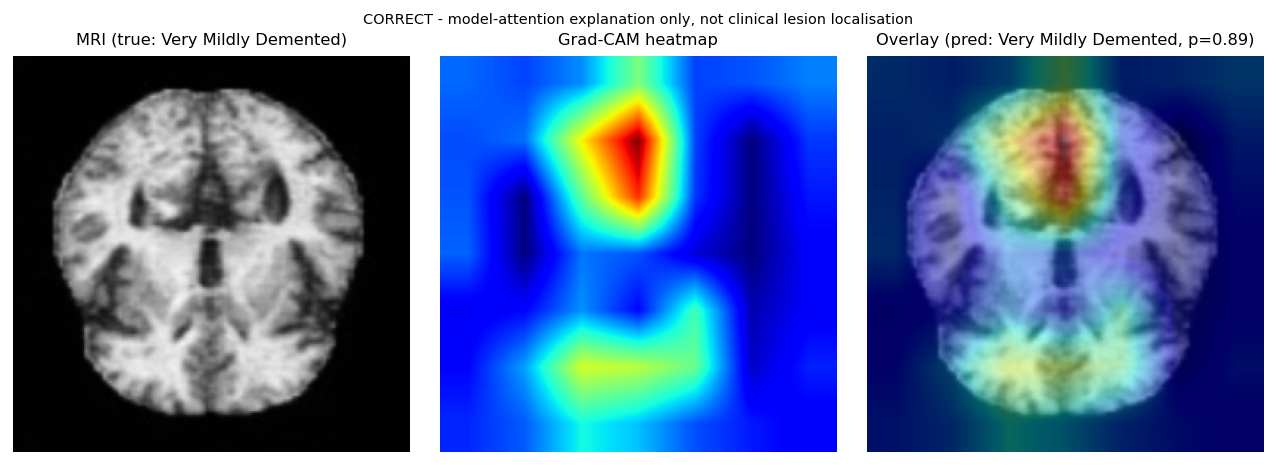 CORRECT - model-attention explanation only, not clinical lesion localisation
MRI (true: Very Mildly Demented)
Grad-CAM heatmap
Overlay (pred: Very Mildly Demented, p=0.89)